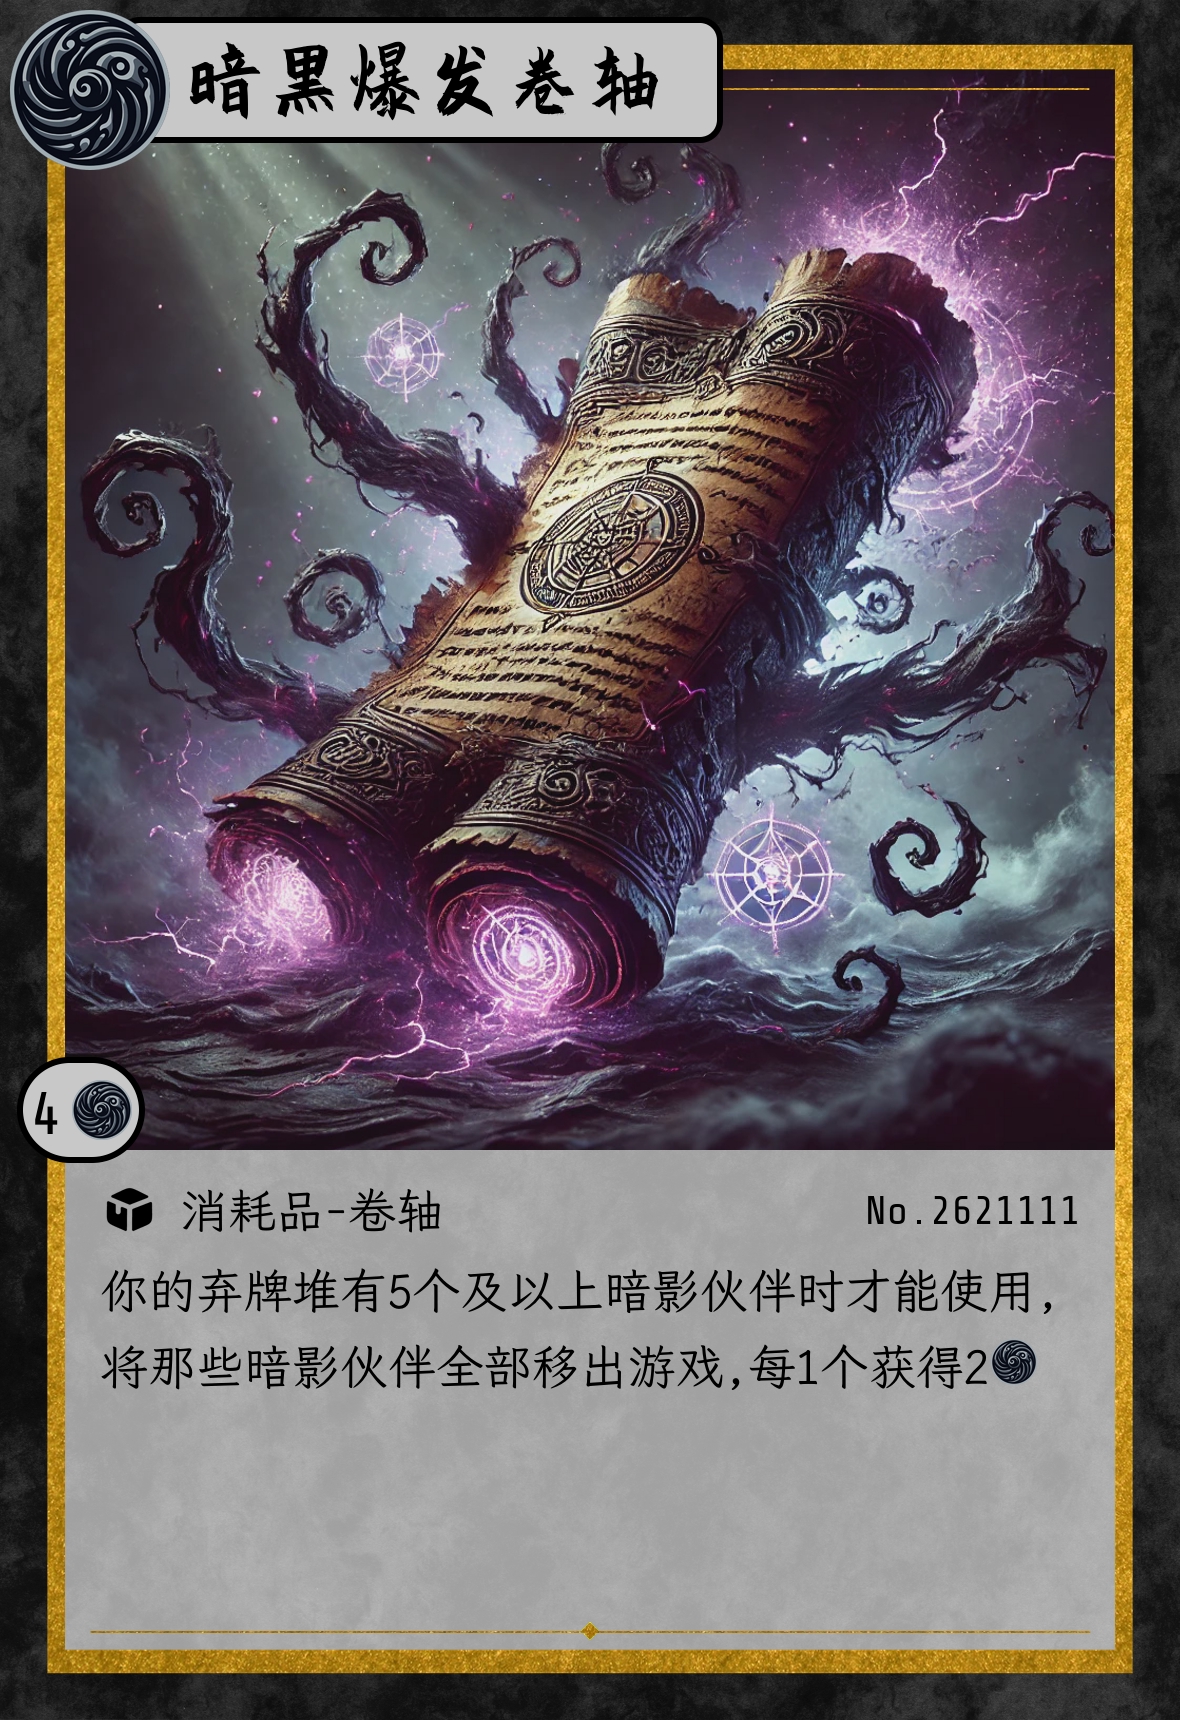 暗黑爆发卷轴
4
消耗品-卷轴
No.2621111
你的弃牌堆有5个及以上暗影伙伴时才能使用,
将那些暗影伙伴全部移出游戏,每1个获得2